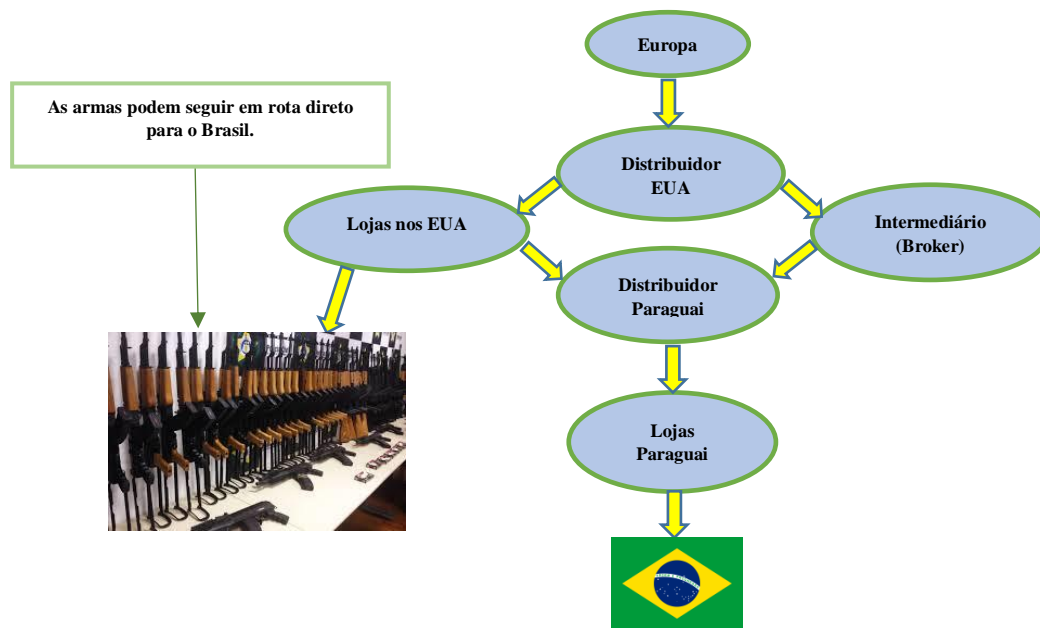 Europa
As armas podem seguir em rota direto
para o Brasil.
Distribuidor
EUA
Lojas nos EUA
Intermediário
(Broker)
Distribuidor
Paraguai
Lojas
Paraguai